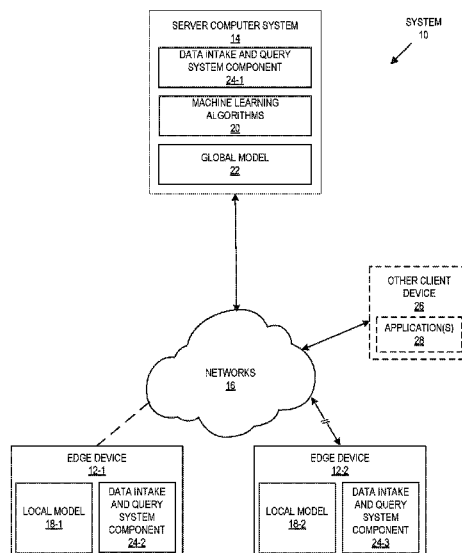 SERVER COMPUTER SYSTEM
14
DATA INTAKE AND QUERY
SYSTEM COMPONENT
24-1
MACHINE LEARNING
ALGORITHMS
20
GLOBAL MODEL
22
SYSTEM
10
OTHER CLIENT
DEVICE
26
APPLICATION(S)
28
NETWORKS
16
EDGE DEVICE
12-1
LOCAL MODEL
18-1
DATA INTAKE
AND QUERY
SYSTEM
COMPONENT
24-2
EDGE DEVICE
12-2
LOCAL MODEL
18-2
DATA INTAKE
AND QUERY
SYSTEM
COMPONENT
24-3